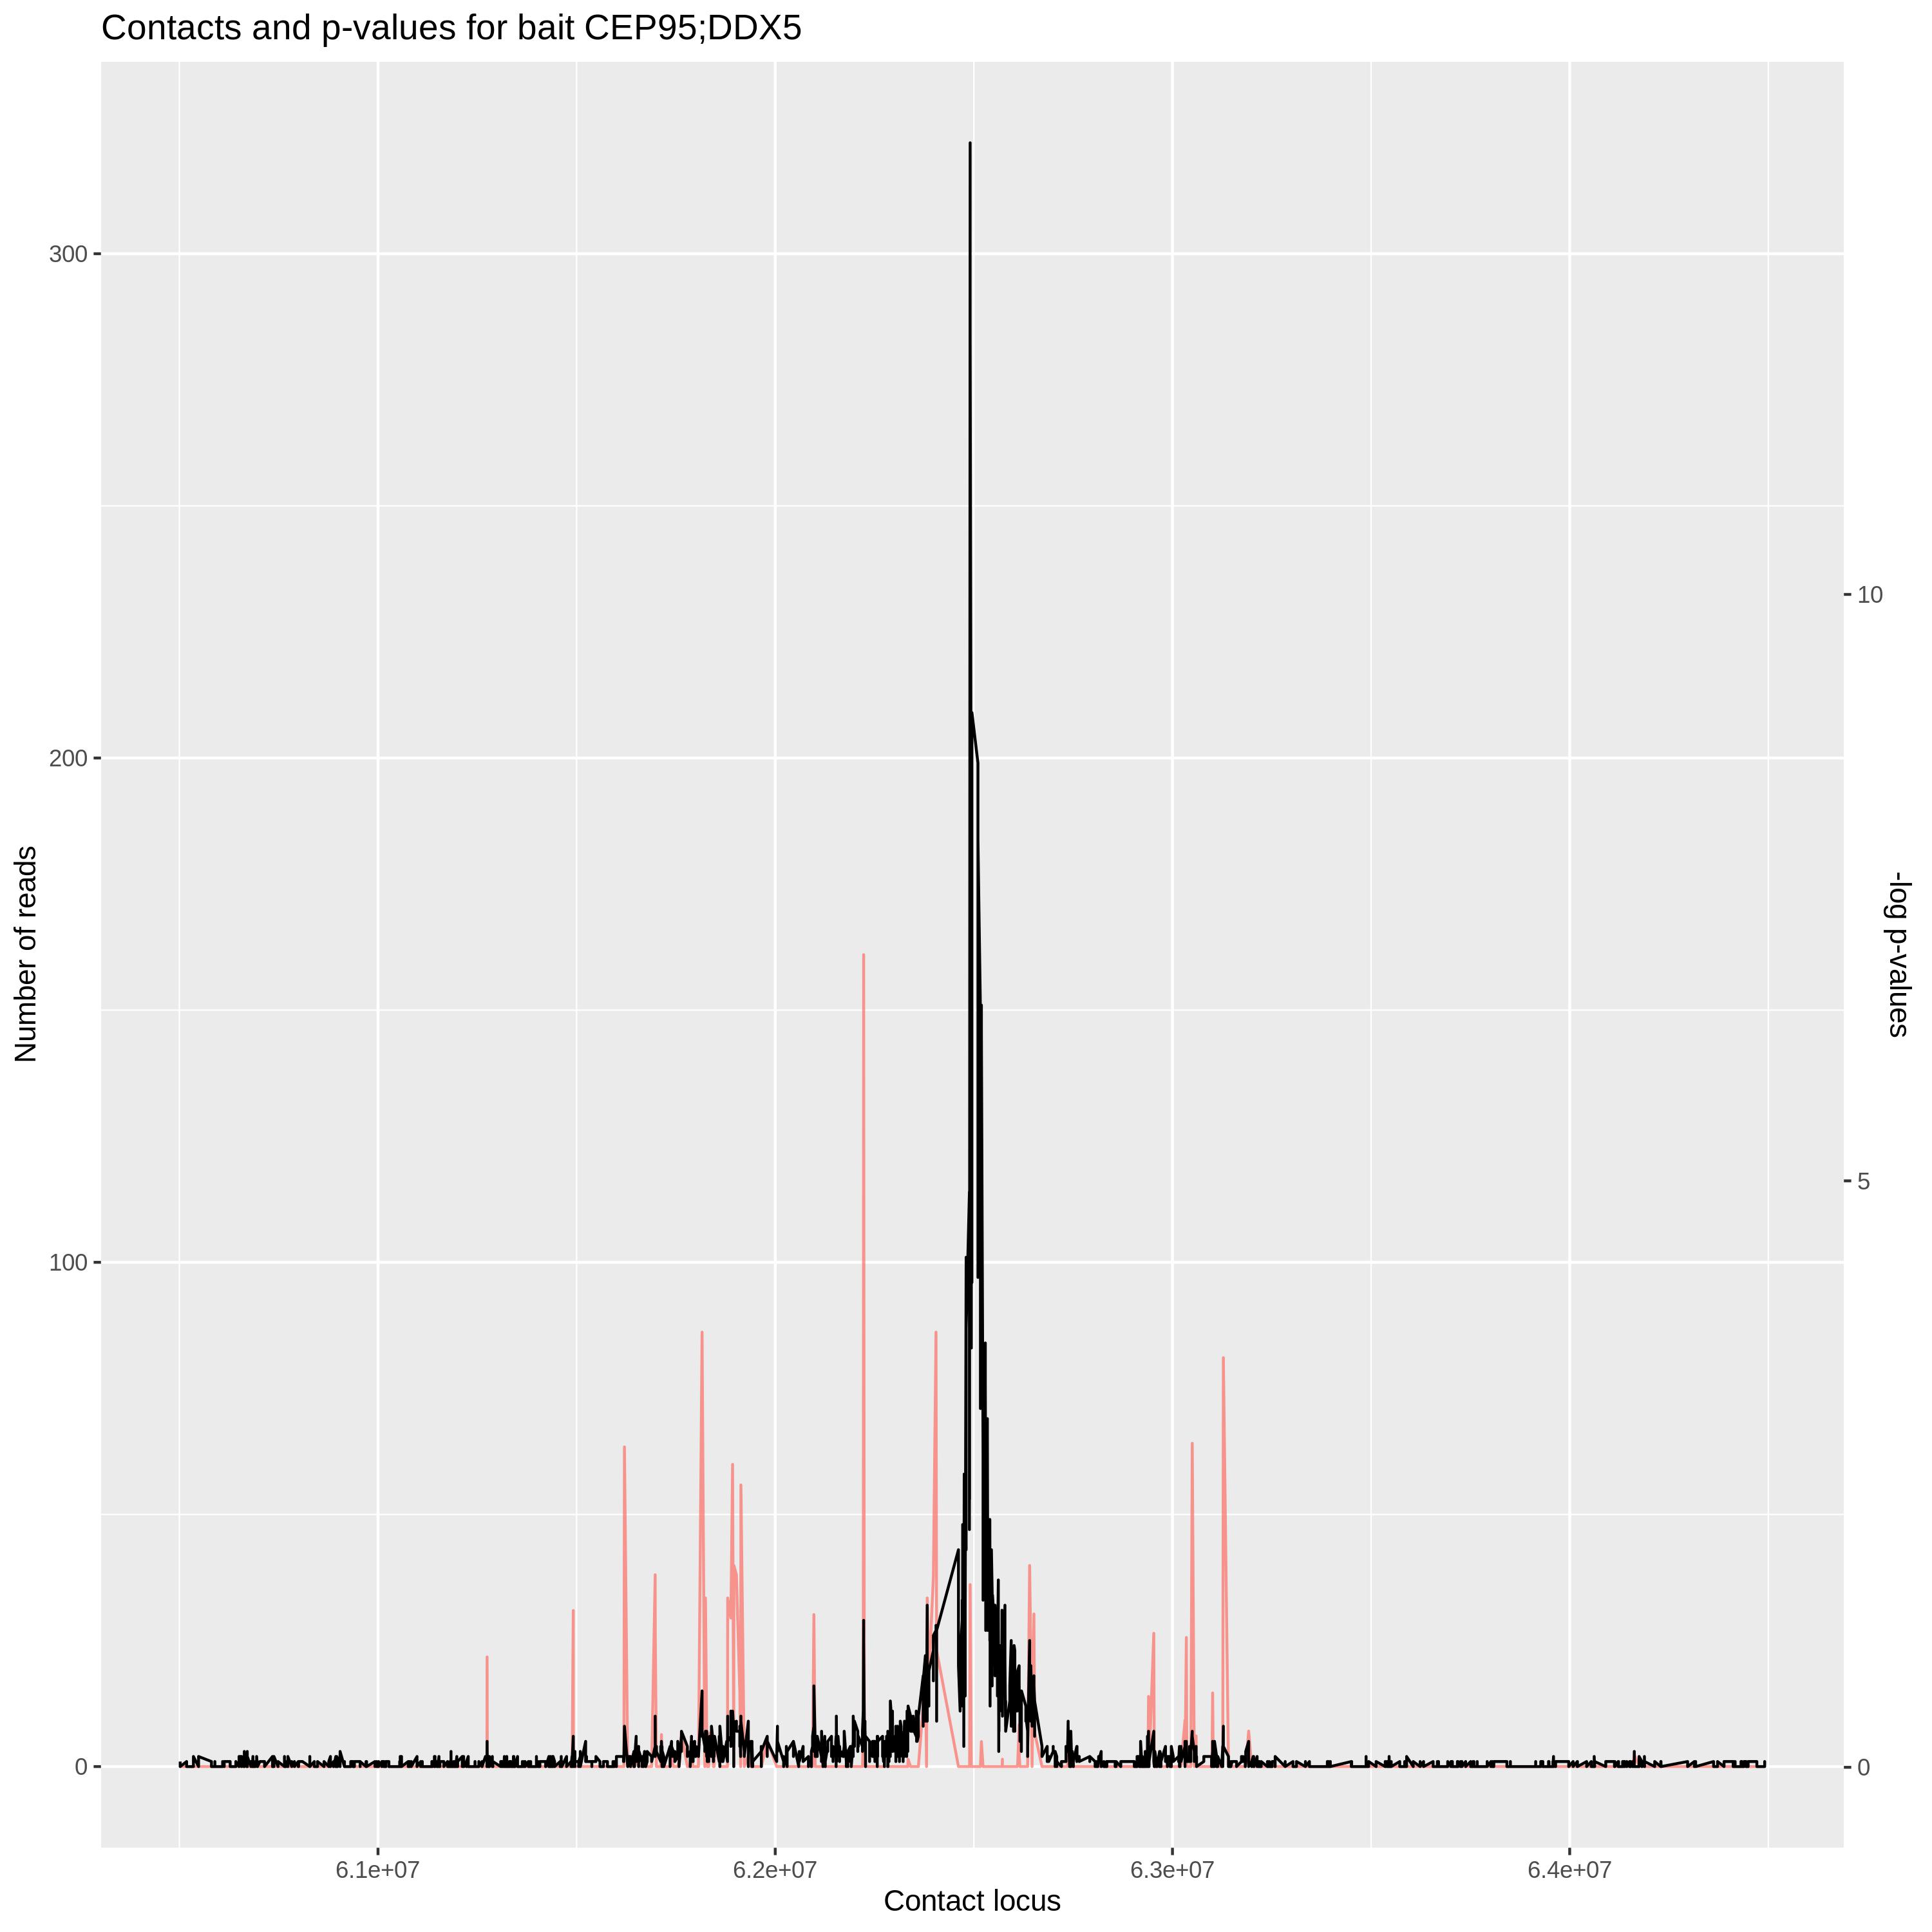 Contacts and p-values for bait CEP95;DDX5
300
200
100
0
Number of reads
10
5
0
-log p-values
6.1e+07
6.2e+07
6.3e+07
6.4e+07
Contact locus